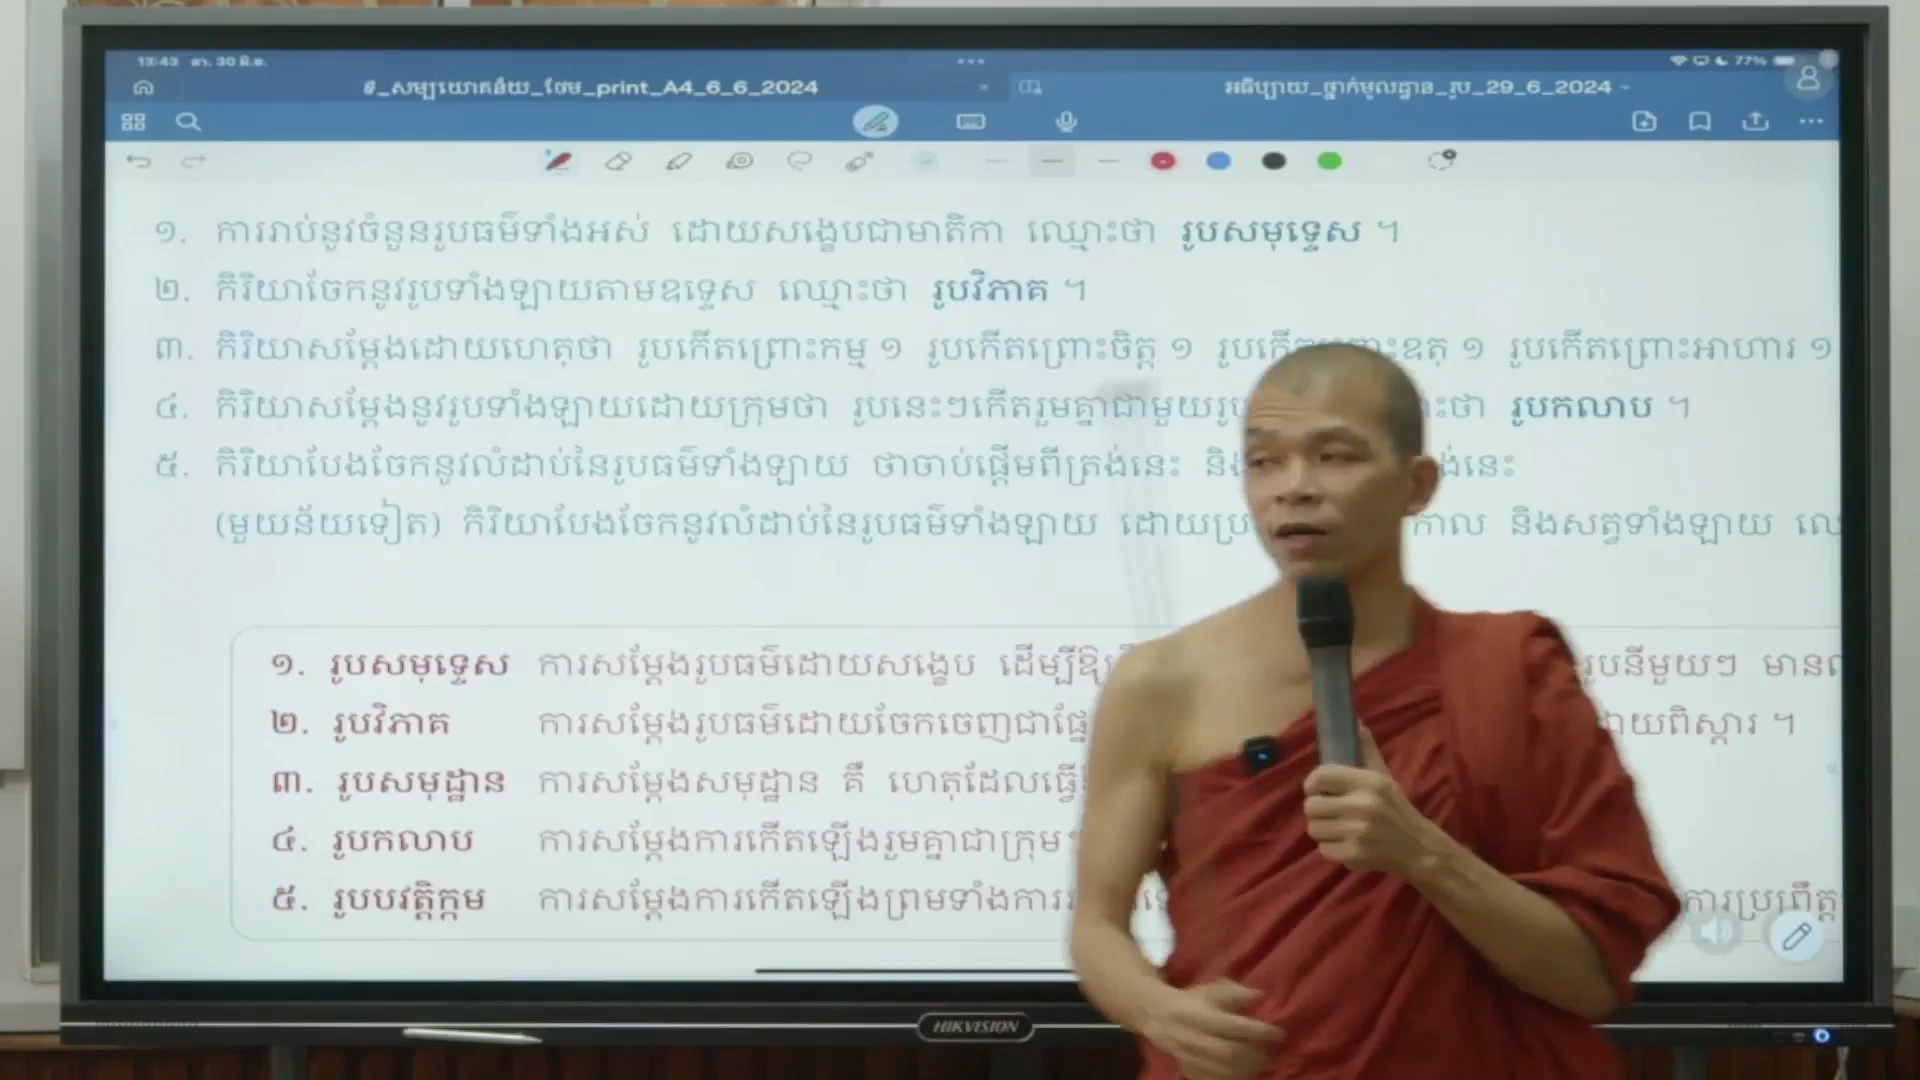 13:43 អា. 30 មិ.យ.
77%
៩_សម្បយោគន័យ_ថែម_print_A4_6_6_2024
អធិប្បាយ_ថ្នាក់មូលដ្ឋាន_រូប_29_6_2024
១. ការរាប់នូវចំនួនរូបធម៌ទាំងអស់ ដោយសង្ខេបជាមាតិកា ឈ្មោះថា រូបសមុទ្ទេស ។
២. កិរិយាចែកនូវរូបទាំងឡាយតាមឧទ្ទេស ឈ្មោះថា រូបវិភាគ ។
៣. កិរិយាសម្ដែងដោយហេតុថា រូបកើតព្រោះកម្ម ១ រូបកើតព្រោះចិត្ត ១ រូបកើតព្រោះឧតុ ១ រូបកើតព្រោះអាហារ ១
៤. កិរិយាសម្ដែងនូវរូបទាំងឡាយដោយក្រុមថា រូបនេះៗកើតរួមគ្នាជាមួយរូប ះថា រូបកលាប ។
៥. កិរិយាបែងចែកនូវលំដាប់នៃរូបធម៌ទាំងឡាយ ថាចាប់ផ្ដើមពីត្រង់នេះ និង ង់នេះ
(មួយន័យទៀត) កិរិយាបែងចែកនូវលំដាប់នៃរូបធម៌ទាំងឡាយ ដោយប្រ កាល និងសត្វទាំងឡាយ
១. រូបសមុទ្ទេស ការសម្ដែងរូបធម៌ដោយសង្ខេប ដើម្បីឱ្យ រូបនីមួយៗ មាន
២. រូបវិភាគ ការសម្ដែងរូបធម៌ដោយចែកចេញជាផ្នែ ដោយពិស្ដារ ។
៣. រូបសមុដ្ឋាន ការសម្ដែងសមុដ្ឋាន គឺ ហេតុដែលធ្វើ
៤. រូបកលាប ការសម្ដែងការកើតឡើងរួមគ្នាជាក្រុមៗ
៥. រូបបវត្តិក្កម ការសម្ដែងការកើតឡើងព្រមទាំងការ ការប្រព្រឹត្ត
HIKVISION